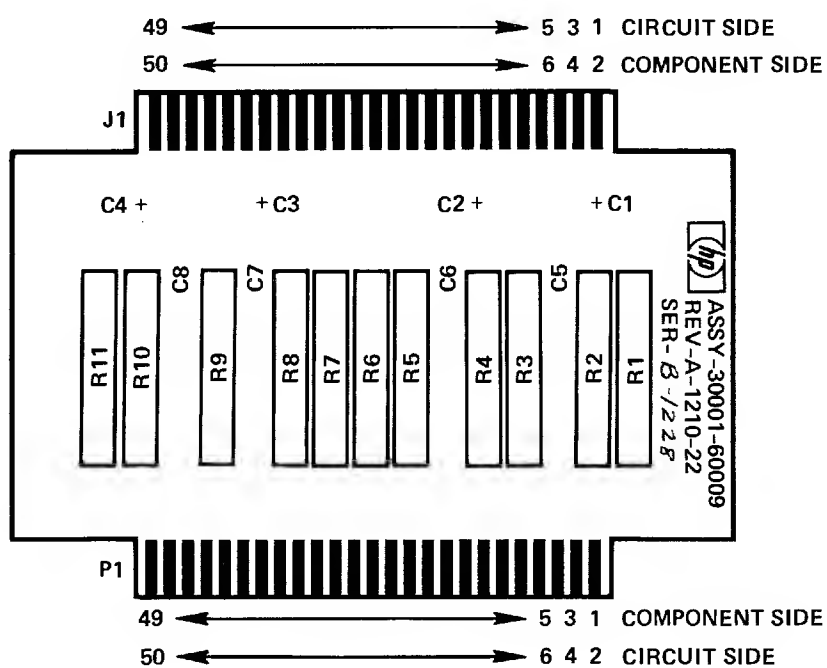 49 5 3 1 CIRCUIT SIDE
50 6 4 2 COMPONENT SIDE
J1
C4 + + C3 C2 + + C1
hp
ASSY-30001-60009
REV-A-1210-22
SER- B-1228
C8 C7 C6 C5
R11 R10 R9 R8 R7 R6 R5 R4 R3 R2 R1
P1
49 5 3 1 COMPONENT SIDE
50 6 4 2 CIRCUIT SIDE